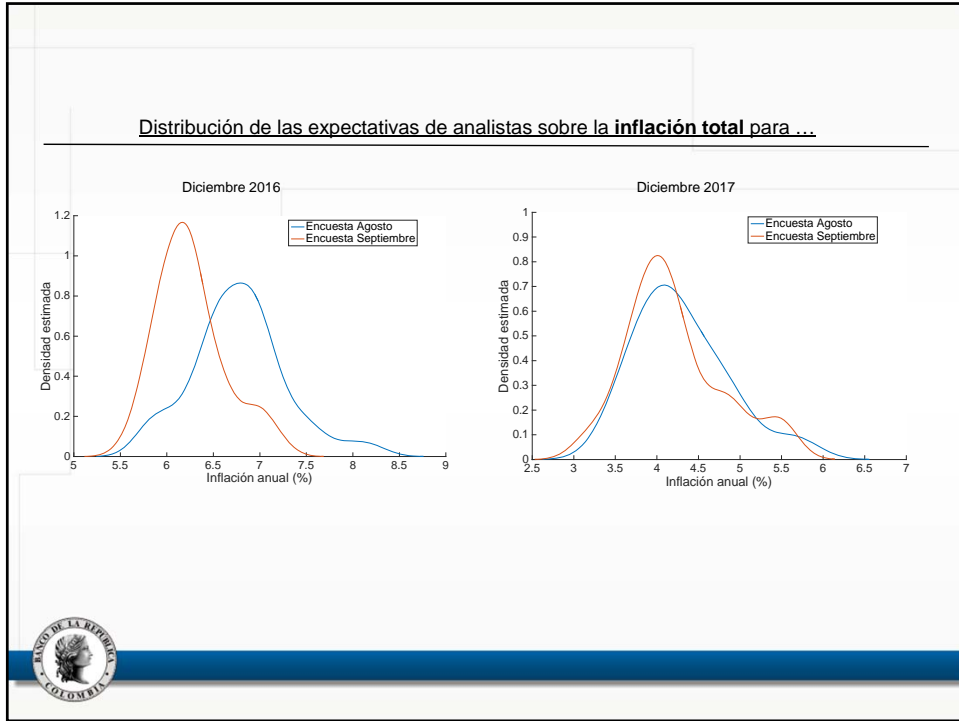 Distribución de las expectativas de analistas sobre la inflación total para …
Diciembre 2016
1.2
1
0.8
0.6
0.4
0.2
0
Densidad estimada
Encuesta Agosto
Encuesta Septiembre
5 5.5 6 6.5 7 7.5 8 8.5 9
Inflación anual (%)
Diciembre 2017
1
0.9
0.8
0.7
0.6
0.5
0.4
0.3
0.2
0.1
0
Densidad estimada
Encuesta Agosto
Encuesta Septiembre
2.5 3 3.5 4 4.5 5 5.5 6 6.5 7
Inflación anual (%)
BANCO DE LA REPÚBLICA
COLOMBIA